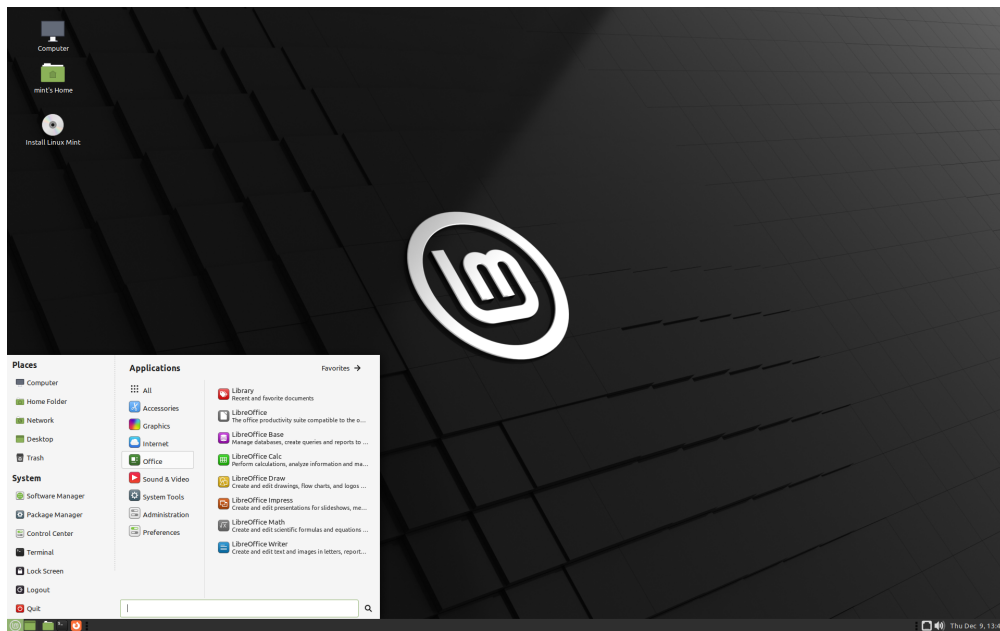 Computer
mint's Home
Install Linux Mint
Places
Computer
Home Folder
Network
Desktop
Trash
System
Software Manager
Package Manager
Control Center
Terminal
Lock Screen
Logout
Quit
Applications
Favorites
All
Accessories
Graphics
Internet
Office
Sound & Video
System Tools
Administration
Preferences
Library
Recent and favorite documents
LibreOffice
The office productivity suite compatible to the o...
LibreOffice Base
Manage databases, create queries and reports to ...
LibreOffice Calc
Perform calculations, analyze information and ma...
LibreOffice Draw
Create and edit drawings, flow charts, and logos ...
LibreOffice Impress
Create and edit presentations for slideshows, me...
LibreOffice Math
Create and edit scientific formulas and equations ...
LibreOffice Writer
Create and edit text and images in letters, report...
Thu Dec 9, 13:4